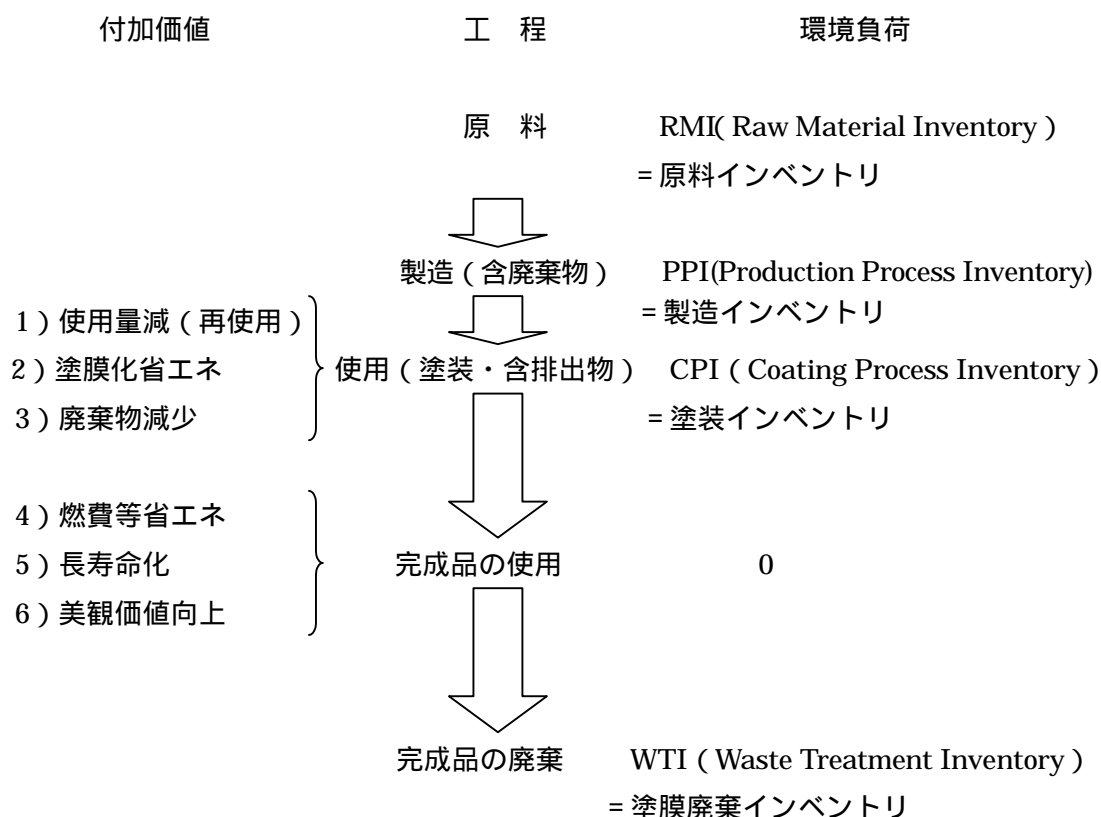 付加価値 工 程 環境負荷
原 料 RMI( Raw Material Inventory )
= 原料インベントリ
製造 ( 含廃棄物 ) PPI(Production Process Inventory)
= 製造インベントリ
1 ) 使用量減 ( 再使用 )
2 ) 塗膜化省エネ 使用 ( 塗装・含排出物 ) CPI ( Coating Process Inventory )
3 ) 廃棄物減少 = 塗装インベントリ
4 ) 燃費等省エネ
5 ) 長寿命化 完成品の使用 0
6 ) 美観価値向上
完成品の廃棄 WTI ( Waste Treatment Inventory )
= 塗膜廃棄インベントリ